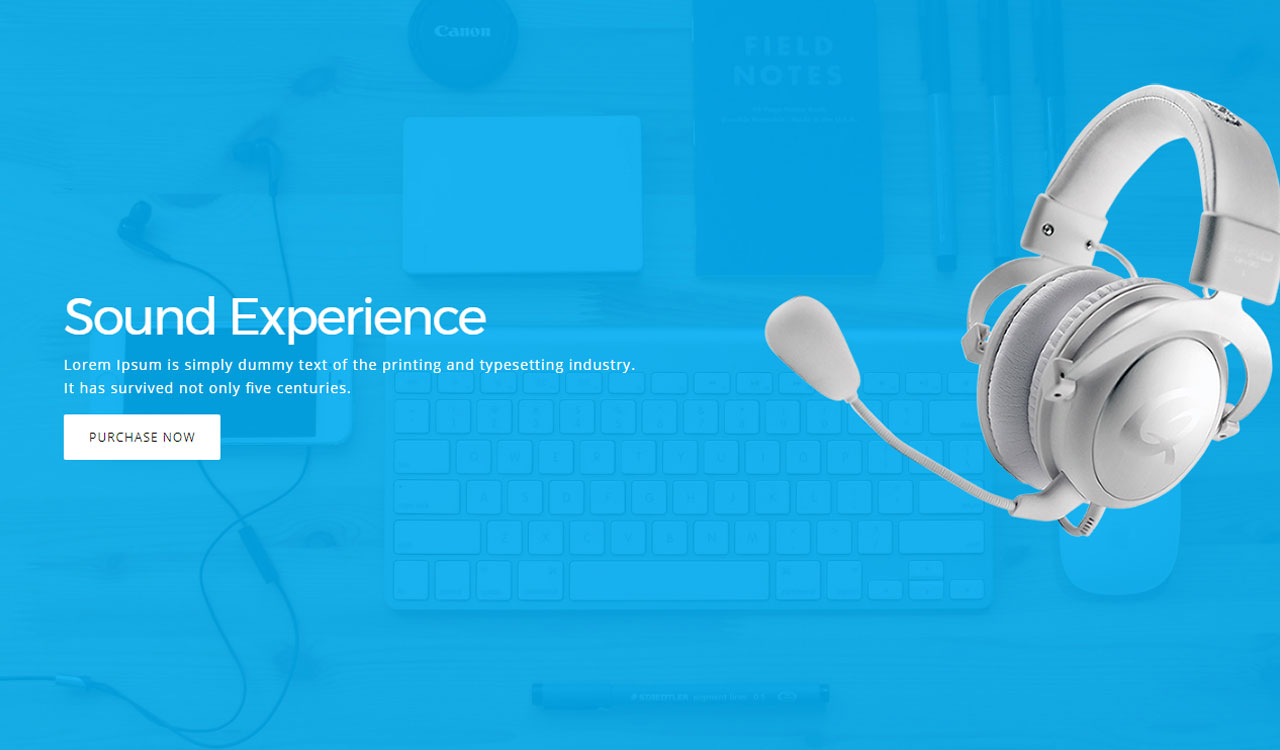 Canon
FIELD
NOTES
Sound Experience
Lorem Ipsum is simply dummy text of the printing and typesetting industry.
It has survived not only five centuries.
PURCHASE NOW
Q W E R T Y U I O P
A S D F G H J K L
Z X C V B N M
STAEDTLER pigment liner 0.5